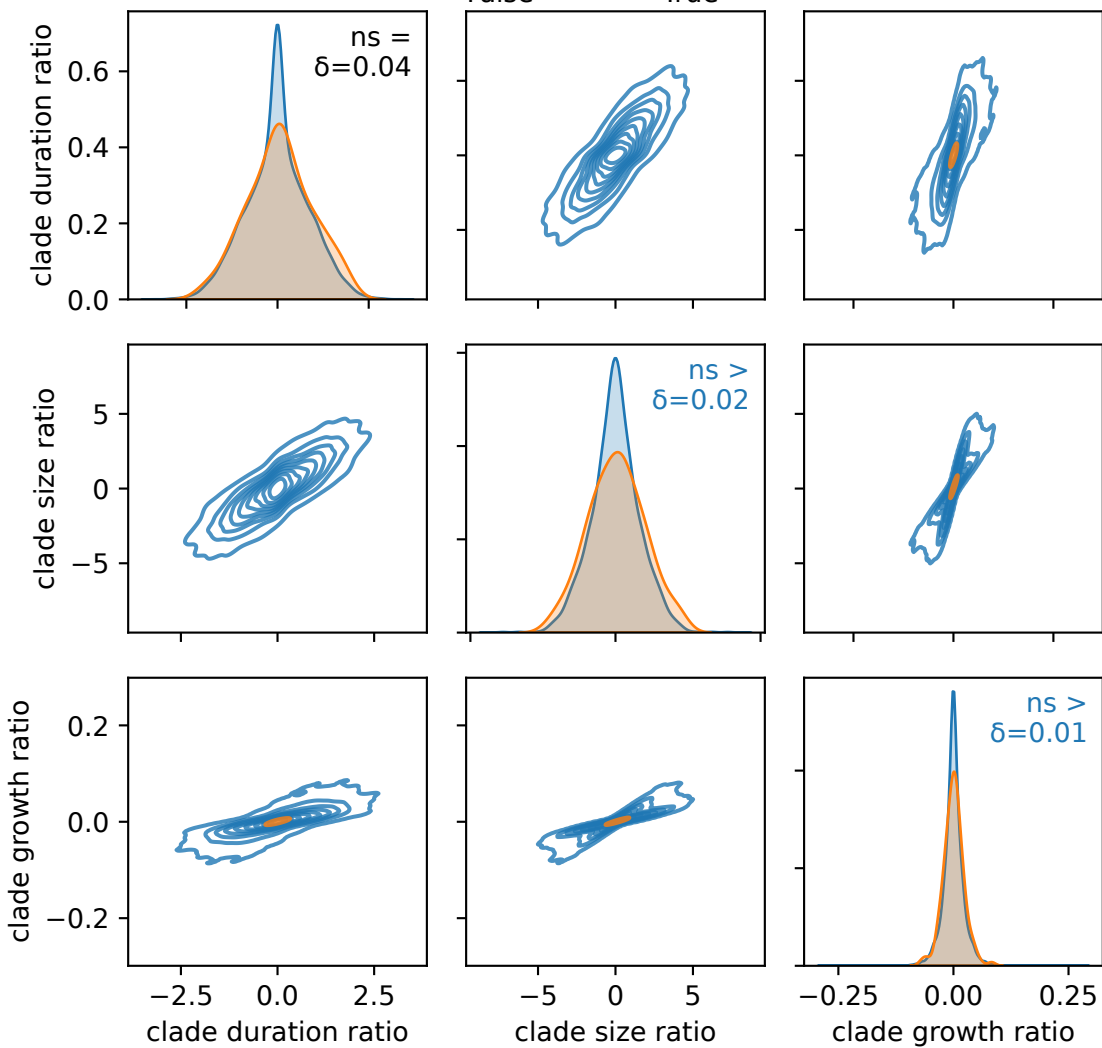 clade duration ratio
0.6
0.4
0.2
0.0
ns =
δ=0.04
clade size ratio
5
0
−5
ns >
δ=0.02
clade growth ratio
0.2
0.0
−0.2
ns >
δ=0.01
−2.5 0.0 2.5
−5 0 5
−0.25 0.00 0.25
clade duration ratio
clade size ratio
clade growth ratio